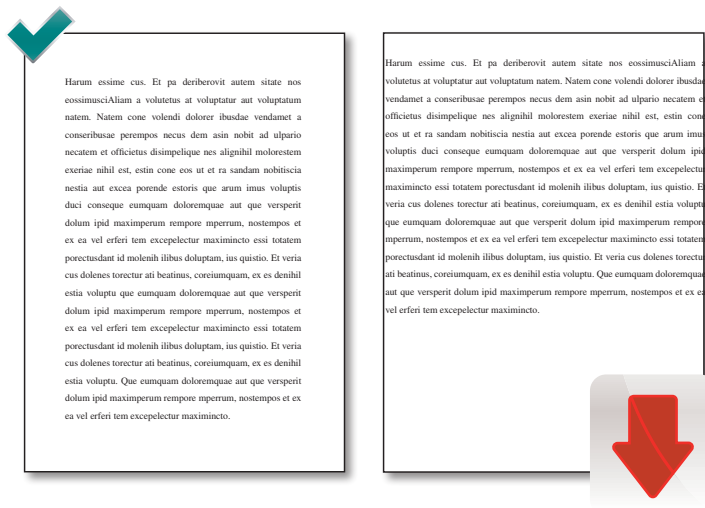 Harum essime cus. Et pa deriberovit autem sitate nos
eossimusciAliam a volutetus at voluptatur aut voluptatum
natem. Natem cone volendi dolorer ibusdae vendamet a
conseribusae perempos necus dem asin nobit ad ulpario
necatem et officietus disimpelique nes alignihil molorestem
exeriae nihil est, estin cone eos ut et ra sandam nobitiscia
nestia aut excea porende estoris que arum imus voluptis
duci conseque eumquam doloremquae aut que versperit
dolum ipid maximperum rempore mperrum, nostempos et
ex ea vel erferi tem excepelectur maximincto essi totatem
porectusdant id molenih ilibus doluptam, ius quistio. Et veria
cus dolenes torectur ati beatinus, coreiumquam, ex es denihil
estia voluptu que eumquam doloremquae aut que versperit
dolum ipid maximperum rempore mperrum, nostempos et
ex ea vel erferi tem excepelectur maximincto essi totatem
porectusdant id molenih ilibus doluptam, ius quistio. Et veria
cus dolenes torectur ati beatinus, coreiumquam, ex es denihil
estia voluptu. Que eumquam doloremquae aut que versperit
dolum ipid maximperum rempore mperrum, nostempos et ex
ea vel erferi tem excepelectur maximincto.
Harum essime cus. Et pa deriberovit autem sitate nos eossimusciAliam a
volutetus at voluptatur aut voluptatum natem. Natem cone volendi dolorer ibusdae
vendamet a conseribusae perempos necus dem asin nobit ad ulpario necatem e
officietus disimpelique nes alignihil molorestem exeriae nihil est, estin cone
eos ut et ra sandam nobitiscia nestia aut excea porende estoris que arum imus
voluptis duci conseque eumquam doloremquae aut que versperit dolum ipid
maximperum rempore mperrum, nostempos et ex ea vel erferi tem excepelectu
maximincto essi totatem porectusdant id molenih ilibus doluptam, ius quistio. E
veria cus dolenes torectur ati beatinus, coreiumquam, ex es denihil estia voluptu
que eumquam doloremquae aut que versperit dolum ipid maximperum rempore
mperrum, nostempos et ex ea vel erferi tem excepelectur maximincto essi totatem
porectusdant id molenih ilibus doluptam, ius quistio. Et veria cus dolenes torectu
ati beatinus, coreiumquam, ex es denihil estia voluptu. Que eumquam doloremquae
aut que versperit dolum ipid maximperum rempore mperrum, nostempos et ex ea
vel erferi tem excepelectur maximincto.